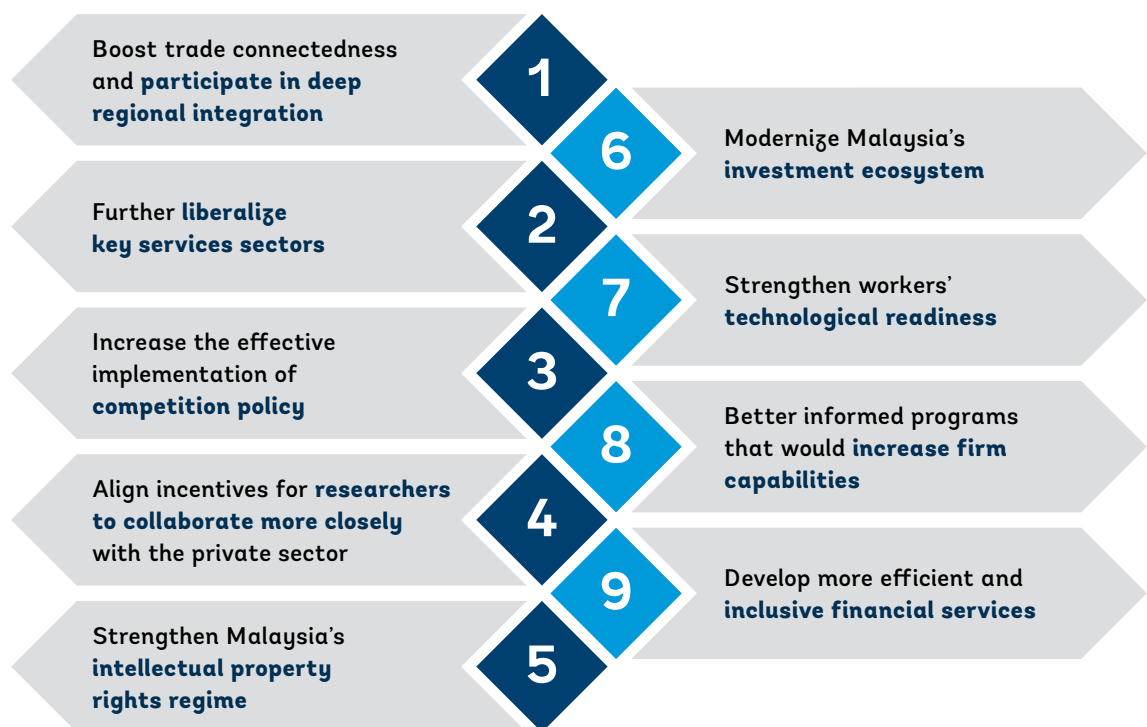 1
Boost trade connectedness
and participate in deep
regional integration
2
Further liberalize
key services sectors
3
Increase the effective
implementation of
competition policy
4
Align incentives for researchers
to collaborate more closely
with the private sector
5
Strengthen Malaysia's
intellectual property
rights regime
6
Modernize Malaysia's
investment ecosystem
7
Strengthen workers'
technological readiness
8
Better informed programs
that would increase firm
capabilities
9
Develop more efficient and
inclusive financial services